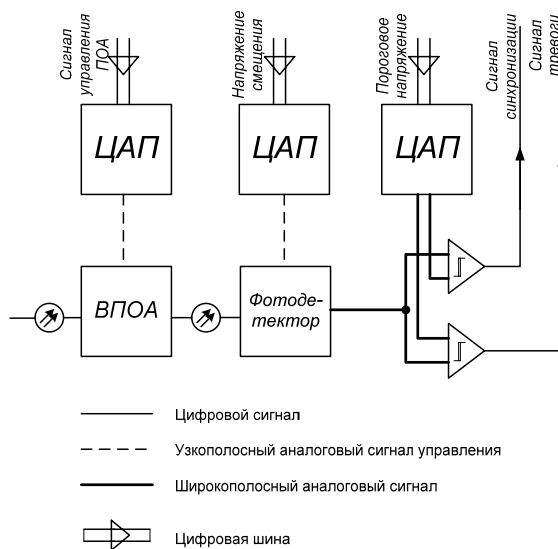 Сигнал
управления
ПОА
Напряжение
смещения
Пороговое
напряжение
Сигнал
синхронизации
Сигнал
тревоги
ЦАП
ЦАП
ЦАП
ВПОА
Фотоде-
тектор
Цифровой сигнал
Узкополосный аналоговый сигнал управления
Широкополосный аналоговый сигнал
Цифровая шина